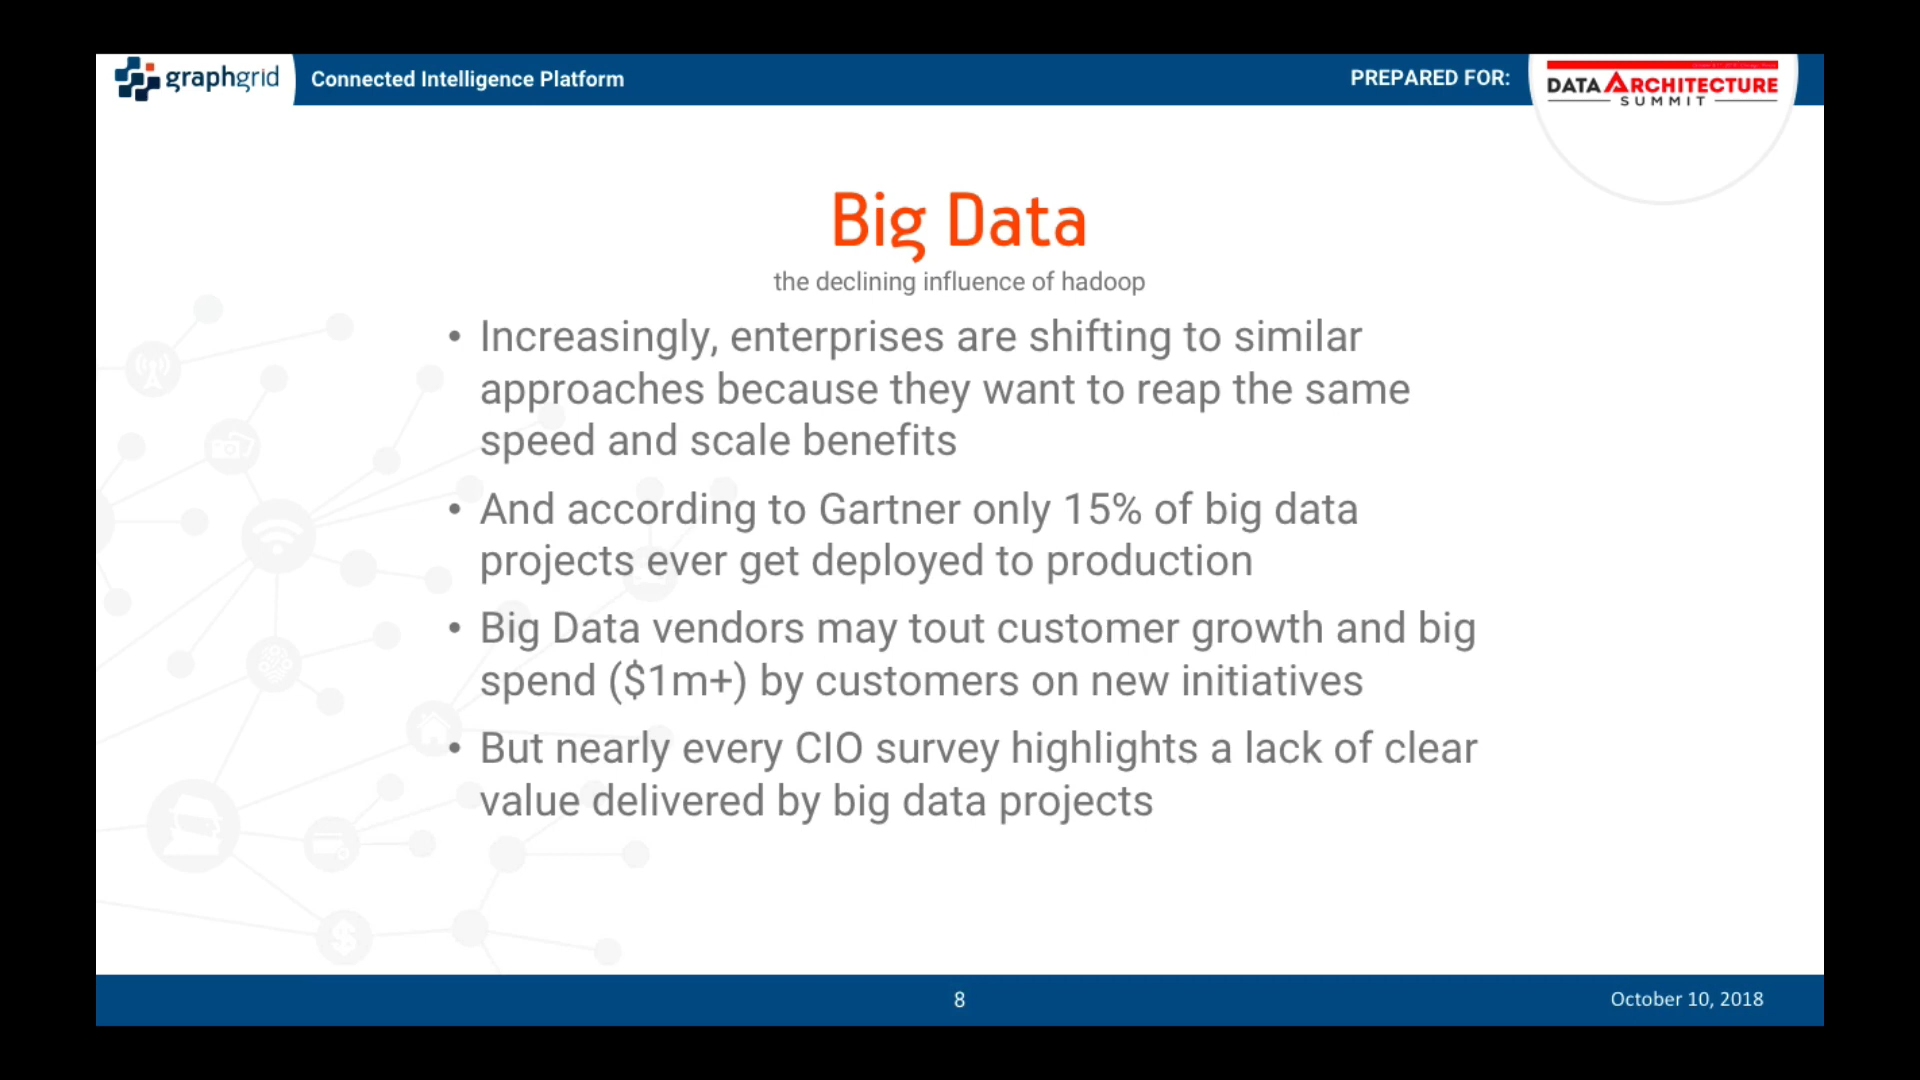 graphgrid
Connected Intelligence Platform
PREPARED FOR:
DATA ARCHITECTURE
SUMMIT
Big Data
the declining influence of hadoop
• Increasingly, enterprises are shifting to similar
approaches because they want to reap the same
speed and scale benefits
• And according to Gartner only 15% of big data
projects ever get deployed to production
• Big Data vendors may tout customer growth and big
spend ($1m+) by customers on new initiatives
• But nearly every CIO survey highlights a lack of clear
value delivered by big data projects
8
October 10, 2018